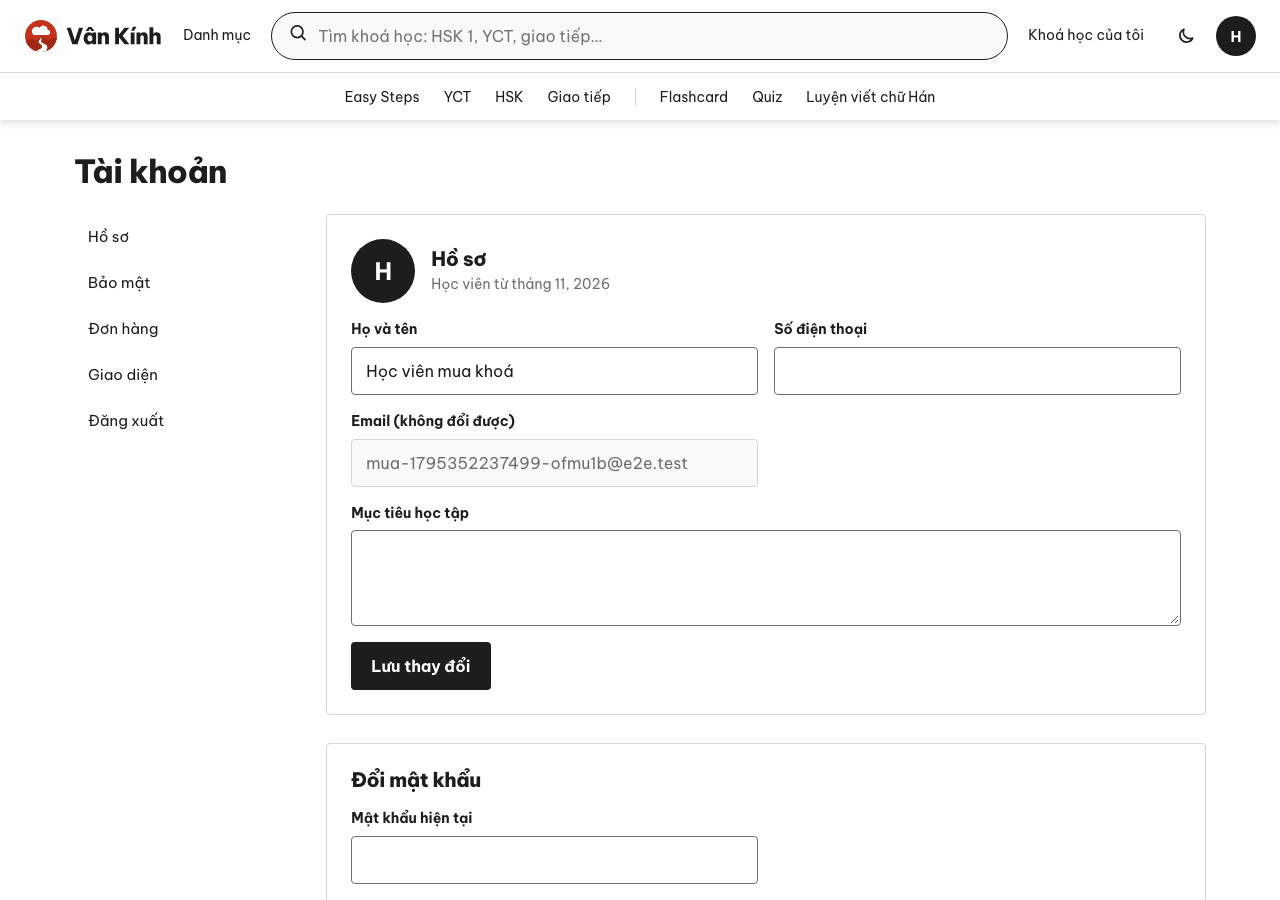 Vân Kính
Danh mục
Tìm khoá học: HSK 1, YCT, giao tiếp...
Khoá học của tôi
H
Easy Steps
YCT
HSK
Giao tiếp
Flashcard
Quiz
Luyện viết chữ Hán
Tài khoản
Hồ sơ
Bảo mật
Đơn hàng
Giao diện
Đăng xuất
H
Hồ sơ
Học viên từ tháng 11, 2026
Họ và tên
Số điện thoại
Học viên mua khoá
Email (không đổi được)
mua-1795352237499-ofmu1b@e2e.test
Mục tiêu học tập
Lưu thay đổi
Đổi mật khẩu
Mật khẩu hiện tại